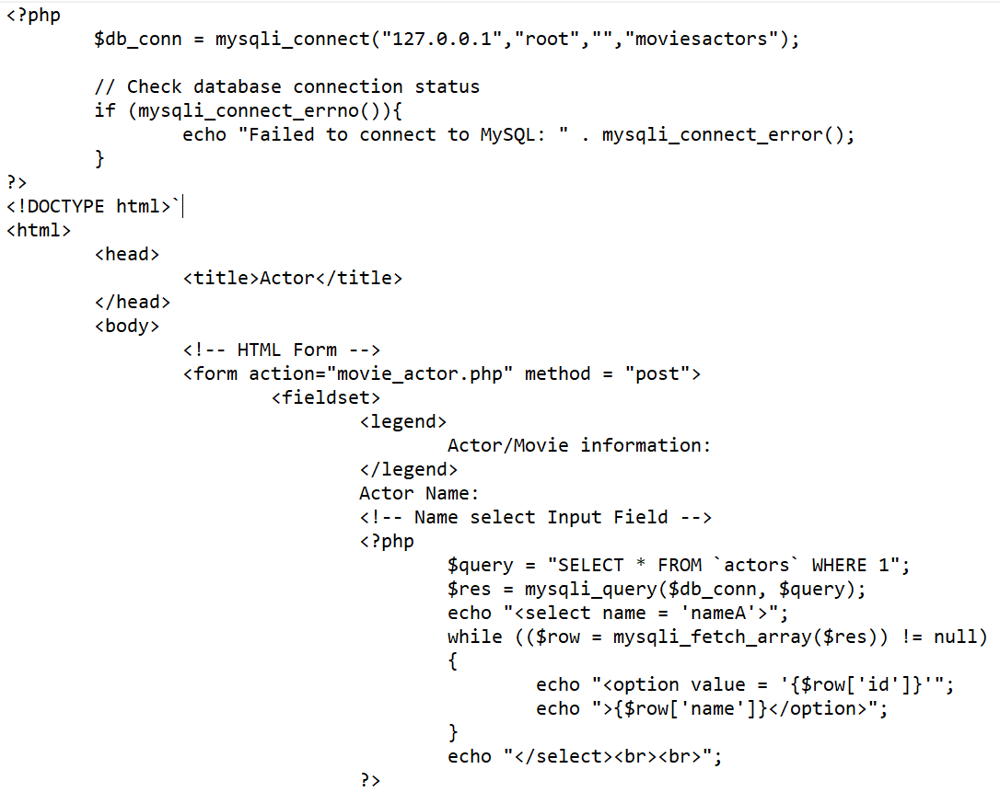 <?php
	$db_conn = mysqli_connect("127.0.0.1","root","","moviesactors");

	// Check database connection status
	if (mysqli_connect_errno()){
		echo "Failed to connect to MySQL: " . mysqli_connect_error();
	}
?>
<!DOCTYPE html>`
<html>
	<head>
		<title>Actor</title>
	</head>
	<body>
		<!-- HTML Form -->
		<form action="movie_actor.php" method = "post">
			<fieldset>
				<legend>
					Actor/Movie information:
				</legend>
				Actor Name:
				<!-- Name select Input Field -->
				<?php
					$query = "SELECT * FROM `actors` WHERE 1";
					$res = mysqli_query($db_conn, $query);
					echo "<select name = 'nameA'>";
					while (($row = mysqli_fetch_array($res)) != null)
					{
						echo "<option value = '{$row['id']}'";
						echo ">{$row['name']}</option>";
					}
					echo "</select><br><br>";
				?>